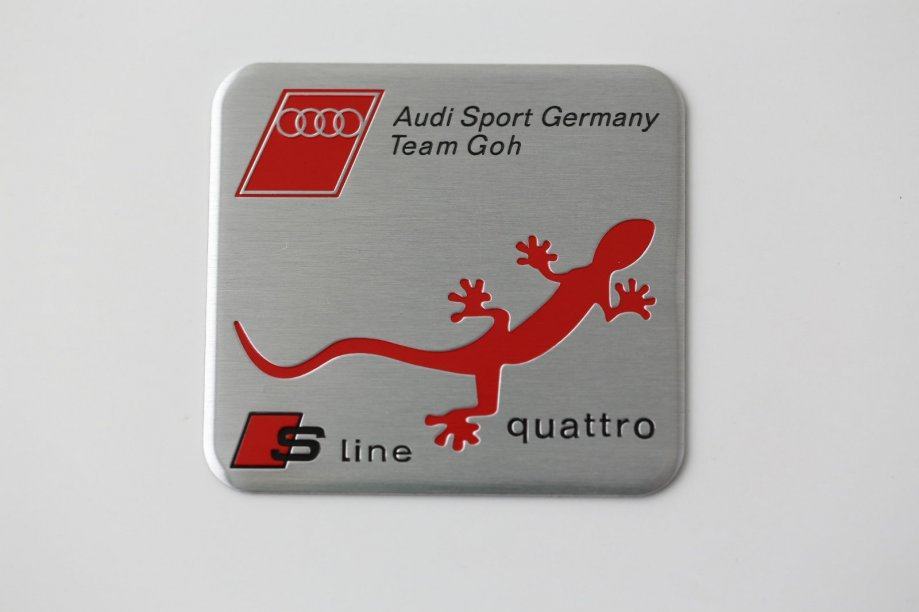 Audi Sport Germany
Team Goh
quattro
S line